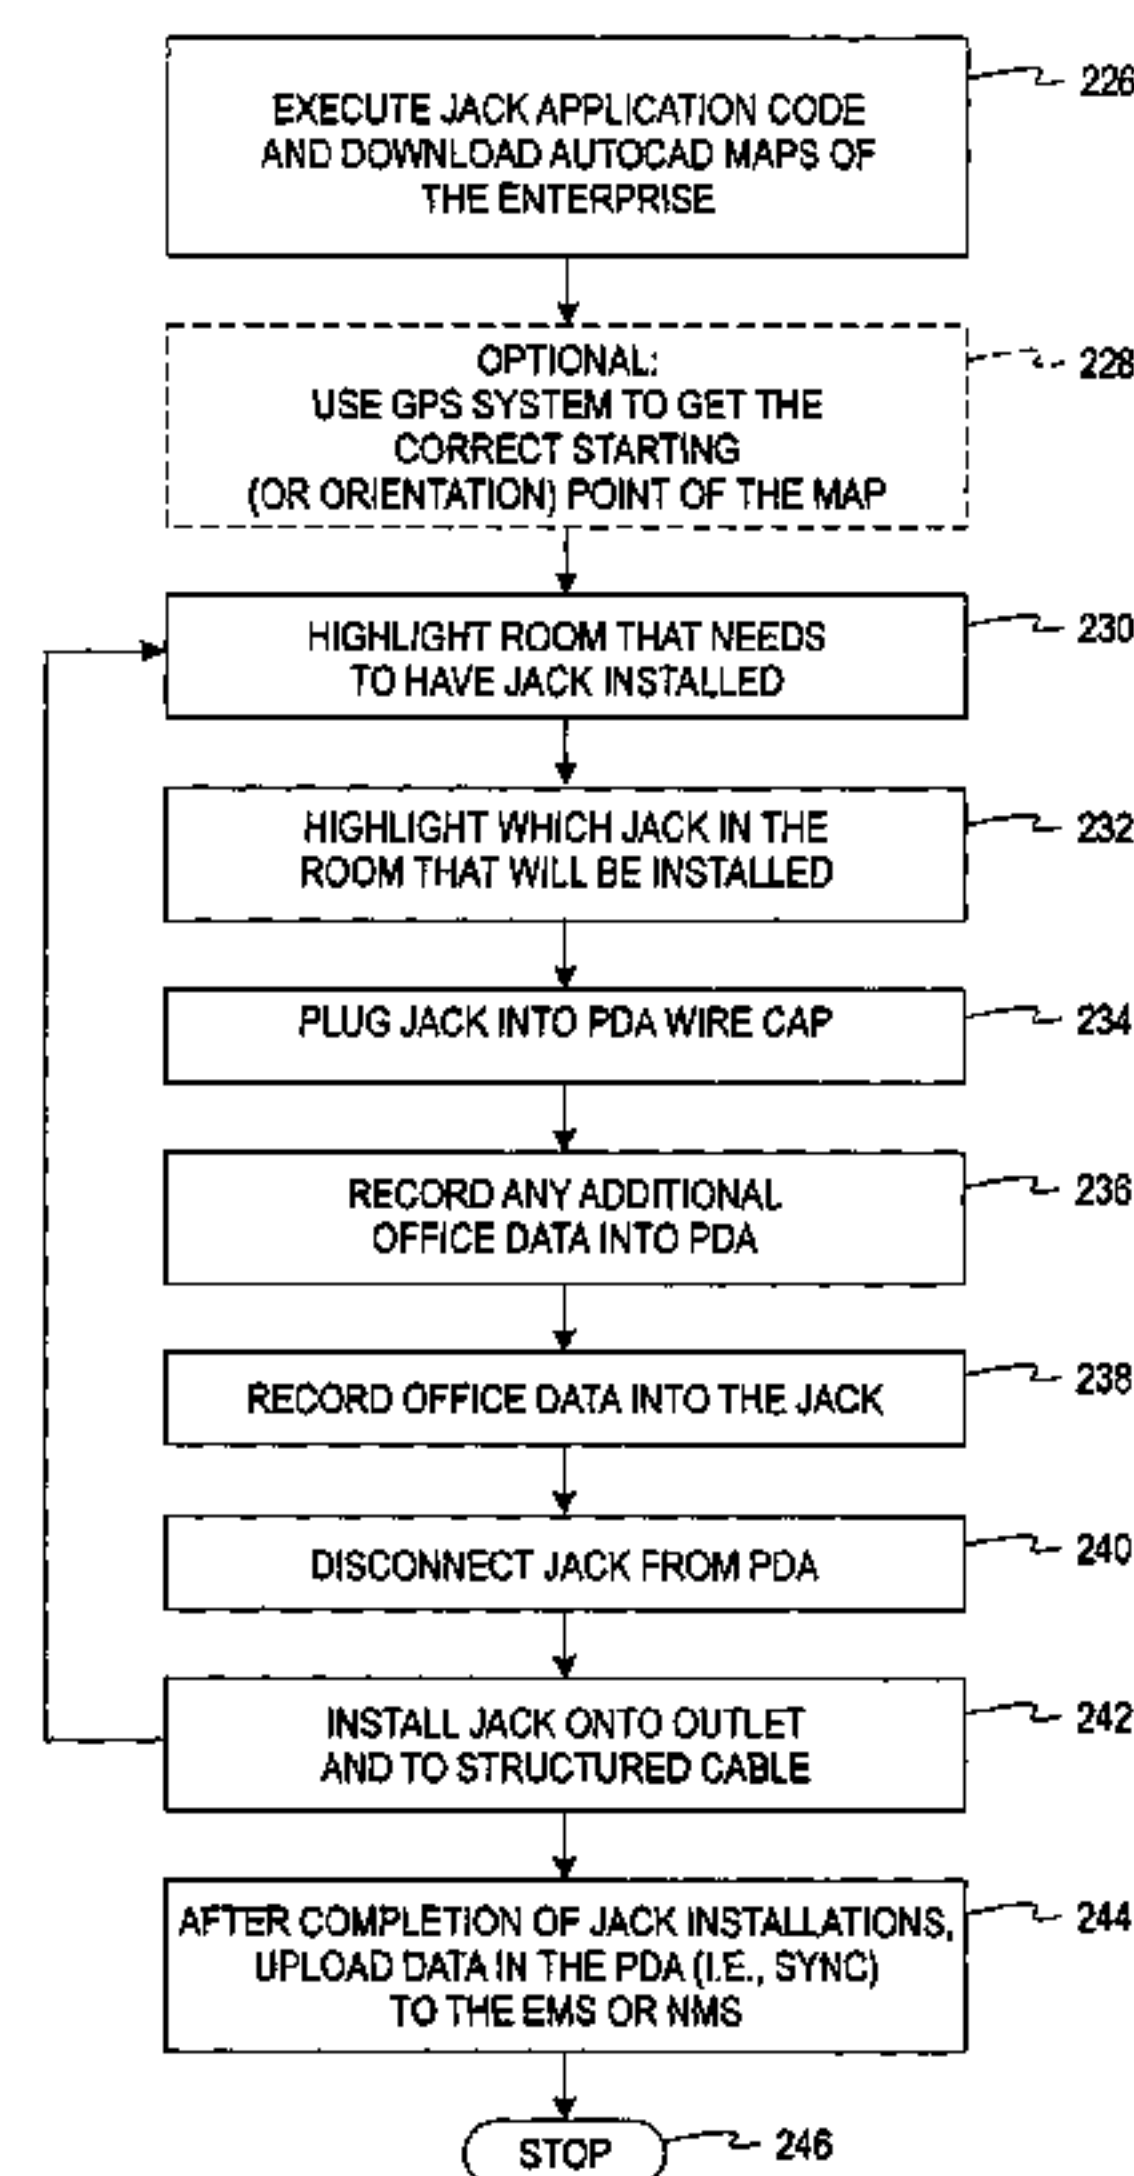 EXECUTE JACK APPLICATION CODE
AND DOWNLOAD AUTOCAD MAPS OF
THE ENTERPRISE
226
OPTIONAL:
USE GPS SYSTEM TO GET THE
CORRECT STARTING
(OR ORIENTATION) POINT OF THE MAP
228
HIGHLIGHT ROOM THAT NEEDS
TO HAVE JACK INSTALLED
230
HIGHLIGHT WHICH JACK IN THE
ROOM THAT WILL BE INSTALLED
232
PLUG JACK INTO PDA WIRE CAP
234
RECORD ANY ADDITIONAL
OFFICE DATA INTO PDA
236
RECORD OFFICE DATA INTO THE JACK
238
DISCONNECT JACK FROM PDA
240
INSTALL JACK ONTO OUTLET
AND TO STRUCTURED CABLE
242
AFTER COMPLETION OF JACK INSTALLATIONS,
UPLOAD DATA IN THE PDA (I.E., SYNC)
TO THE EMS OR NMS
244
STOP
246